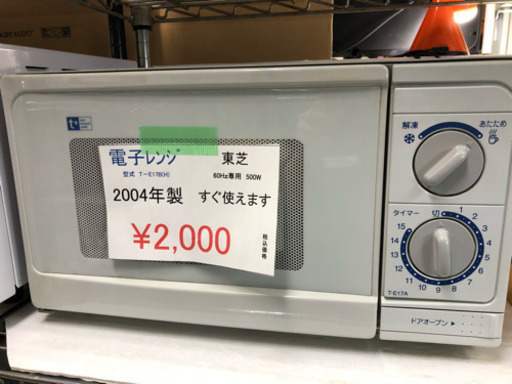 電子レンジ 東芝
型式 T-E17B(H) 60Hz専用 500W
2004年製 すぐ使えます
¥2,000
税込価格
解凍 あたため
タイマー 切 1 2 3 4 5 6 7 8 9 10 11 13 15
T-E17A
ドアオープン